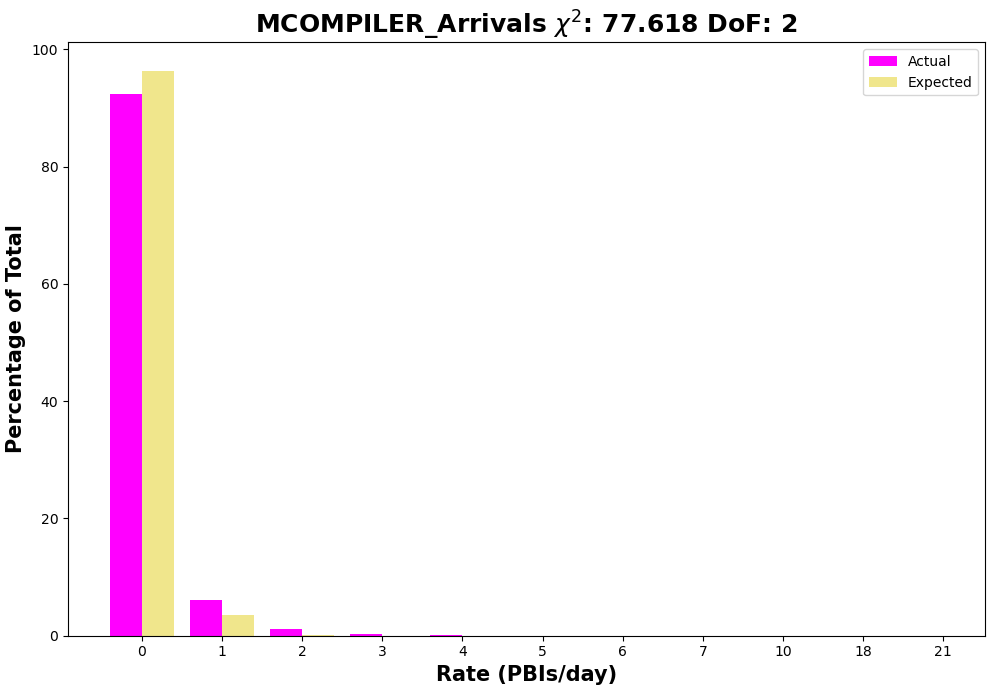 MCOMPILER_Arrivals χ²: 77.618 DoF: 2
Actual
Expected
Percentage of Total
100
80
60
40
20
0
0 1 2 3 4 5 6 7 10 18 21
Rate (PBIs/day)